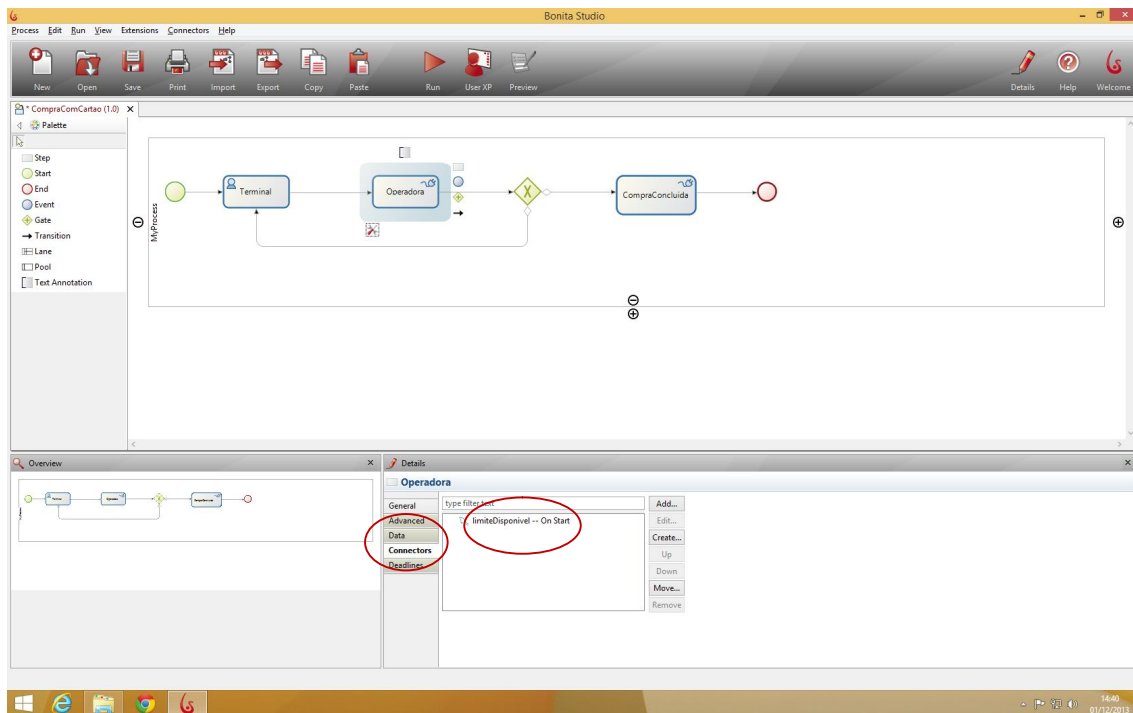 Bonita Studio
Process Edit Run View Extensions Connectors Help
New Open Save Print Import Export Copy Paste Run User XP Preview Details Help Welcome
* CompraComCartao (1.0)
Palette
Step
Start
End
Event
Gate
Transition
Lane
Pool
Text Annotation
MyProcess
Terminal
Operadora
X
CompraConcluida
Overview
Details
Operadora
General
Advanced
Data
Connectors
Deadlines
type filter text
limiteDisponivel -- On Start
Add...
Edit...
Create...
Up
Down
Move...
Remove
14:40
01/12/2013